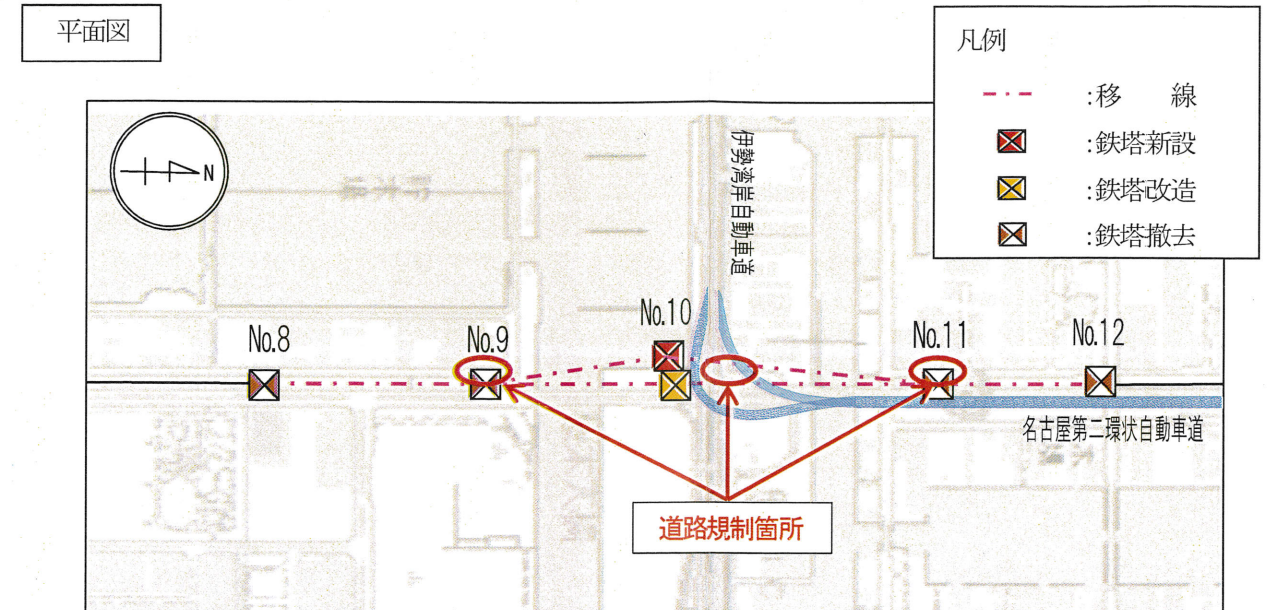 平面図
凡例
:移　線
:鉄塔新設
:鉄塔改造
:鉄塔撤去
N
伊勢湾岸自動車道
No.8
No.9
No.10
No.11
No.12
名古屋第二環状自動車道
道路規制箇所